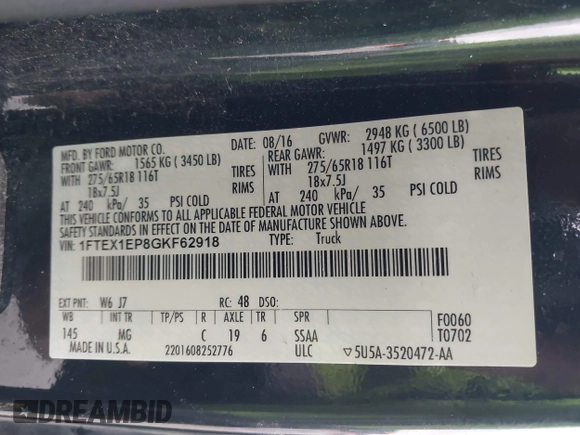 MFD. BY FORD MOTOR CO. DATE: 08/16 GVWR: 2948 KG ( 6500 LB)
FRONT GAWR: 1565 KG ( 3450 LB) REAR GAWR: 1497 KG ( 3300 LB)
WITH 275/65R18 116T TIRES WITH 275/65R18 116T TIRES
18x7.5J RIMS 18x7.5J RIMS
AT 240 kPa/ 35 PSI COLD AT 240 kPa/ 35 PSI COLD
THIS VEHICLE CONFORMS TO ALL APPLICABLE FEDERAL MOTOR VEHICLE
SAFETY STANDARDS IN EFFECT ON THE DATE OF MANUFACTURE SHOWN ABOVE.
VIN: 1FTEX1EP8GKF62918 TYPE: Truck
EXT PNT: W6 J7 RC: 48 DSO:
WB INT TR TP/PS R AXLE TR SPR F0060
145 MG C 19 6 SSAA T0702
MADE IN U.S.A. 2201608252776 ULC ▽5U5A-3520472-AA
DREAMBID